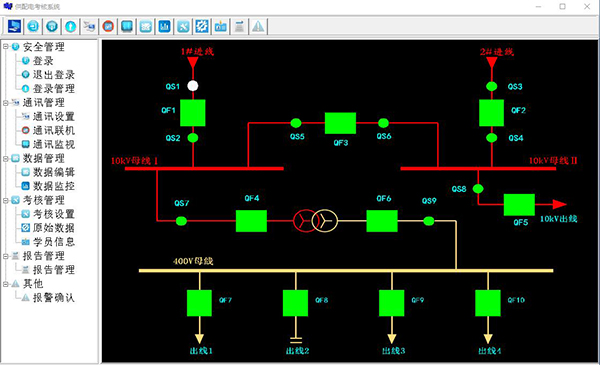 供配电考核系统
安全管理
登录
退出登录
登录管理
通讯管理
通讯设置
通讯联机
通讯监视
数据管理
数据编辑
数据监控
考核管理
考核设置
原始数据
学员信息
报告管理
报告管理
其他
报警确认
1#进线
2#进线
QS1
QS3
QF1
QF2
QS2
QS5
QF3
QS6
QS4
10kV母线I
10kV母线II
QS8
QS7
QF4
QF6
QS9
QF5
10kV出线
400V母线
QF7
QF8
QF9
QF10
出线1
出线2
出线3
出线4